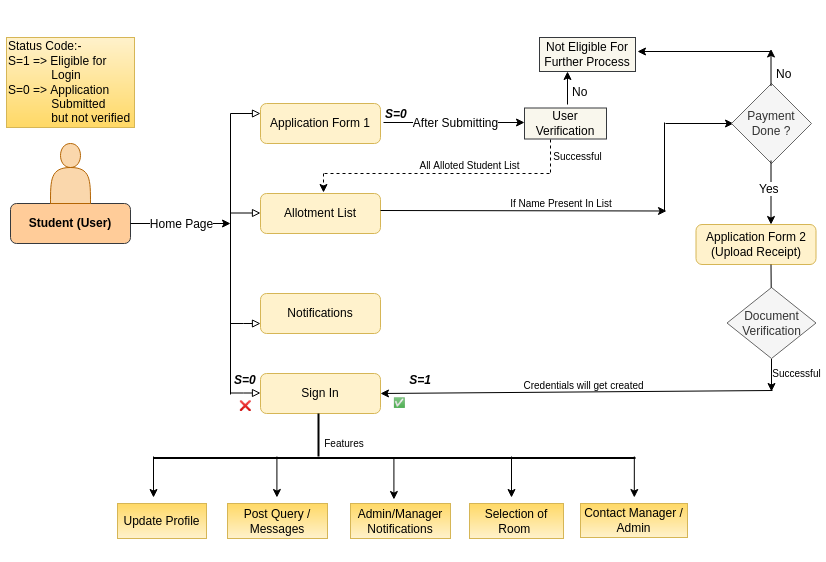 Status Code:-
S=1 => Eligible for
Login
S=0 => Application
Submitted
but not verified
Not Eligible For
Further Process
No
No
Application Form 1
S=0
After Submitting
User
Verification
Payment
Done ?
Successful
All Alloted Student List
Yes
Student (User)
Home Page
Allotment List
If Name Present In List
Application Form 2
(Upload Receipt)
Notifications
Document
Verification
Successful
S=0
Sign In
S=1
Credentials will get created
Features
Update Profile
Post Query /
Messages
Admin/Manager
Notifications
Selection of
Room
Contact Manager /
Admin